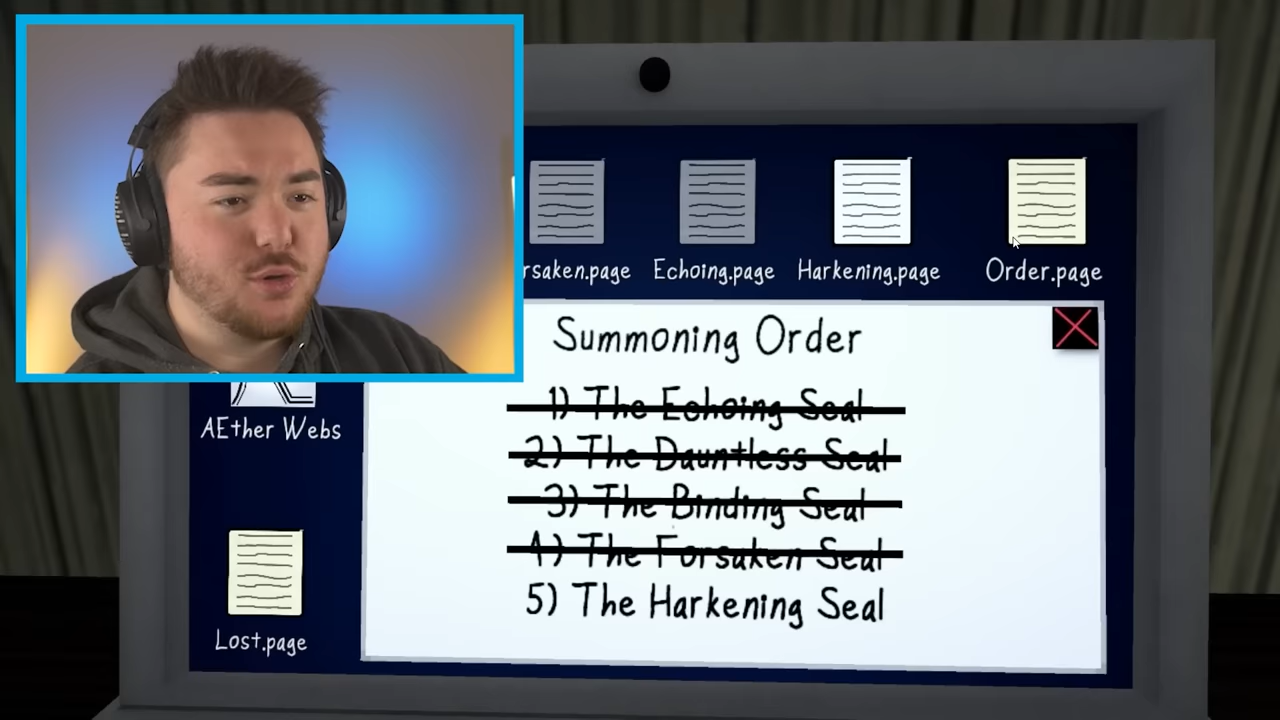 rsaken.page Echoing.page Harkening.page Order.page
Summoning Order
1) The Echoing Seal
2) The Dauntless Seal
3) The Binding Seal
4) The Forsaken Seal
5) The Harkening Seal
AEther Webs
Lost.page